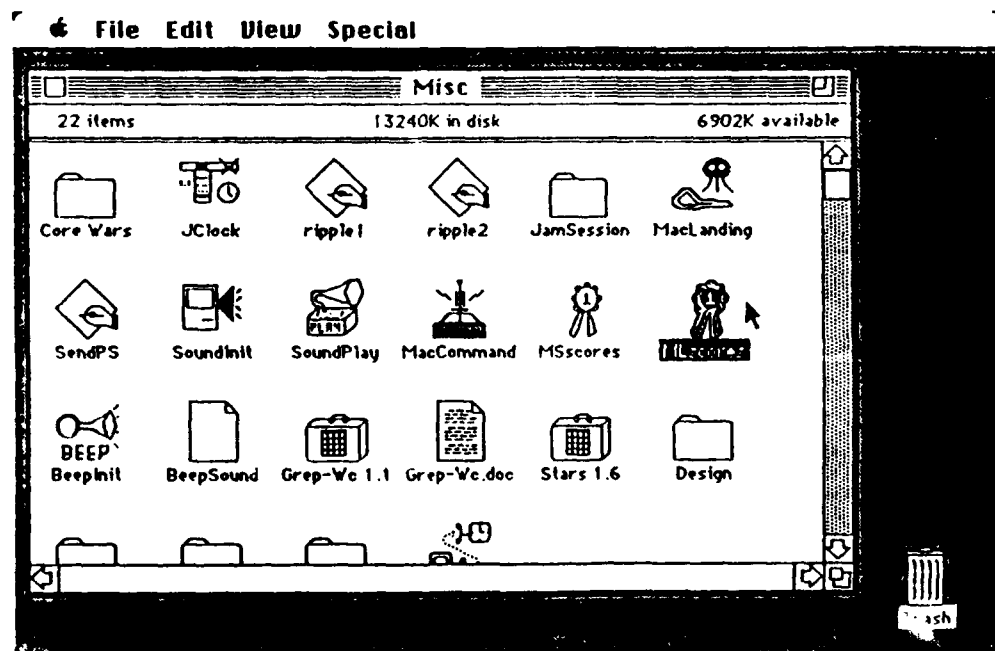 File Edit View Special
Misc
22 items 13240K in disk 6902K available
Core Wars JClock ripple1 ripple2 JamSession MacLanding
PLAY
SendPS SoundInit SoundPlay MacCommand MSscores
BEEP
BeepInit BeepSound Grep-Wc 1.1 Grep-Wc.doc Stars 1.6 Design